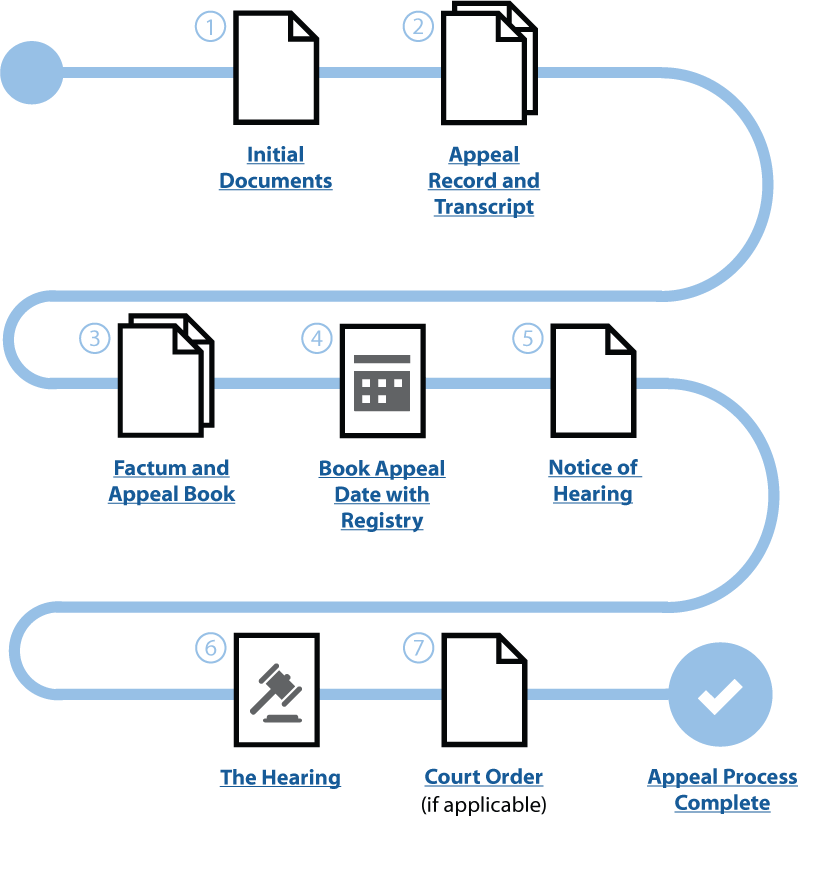 1
Initial
Documents
2
Appeal
Record and
Transcript
3
Factum and
Appeal Book
4
Book Appeal
Date with
Registry
5
Notice of
Hearing
6
The Hearing
7
Court Order
(if applicable)
Appeal Process
Complete